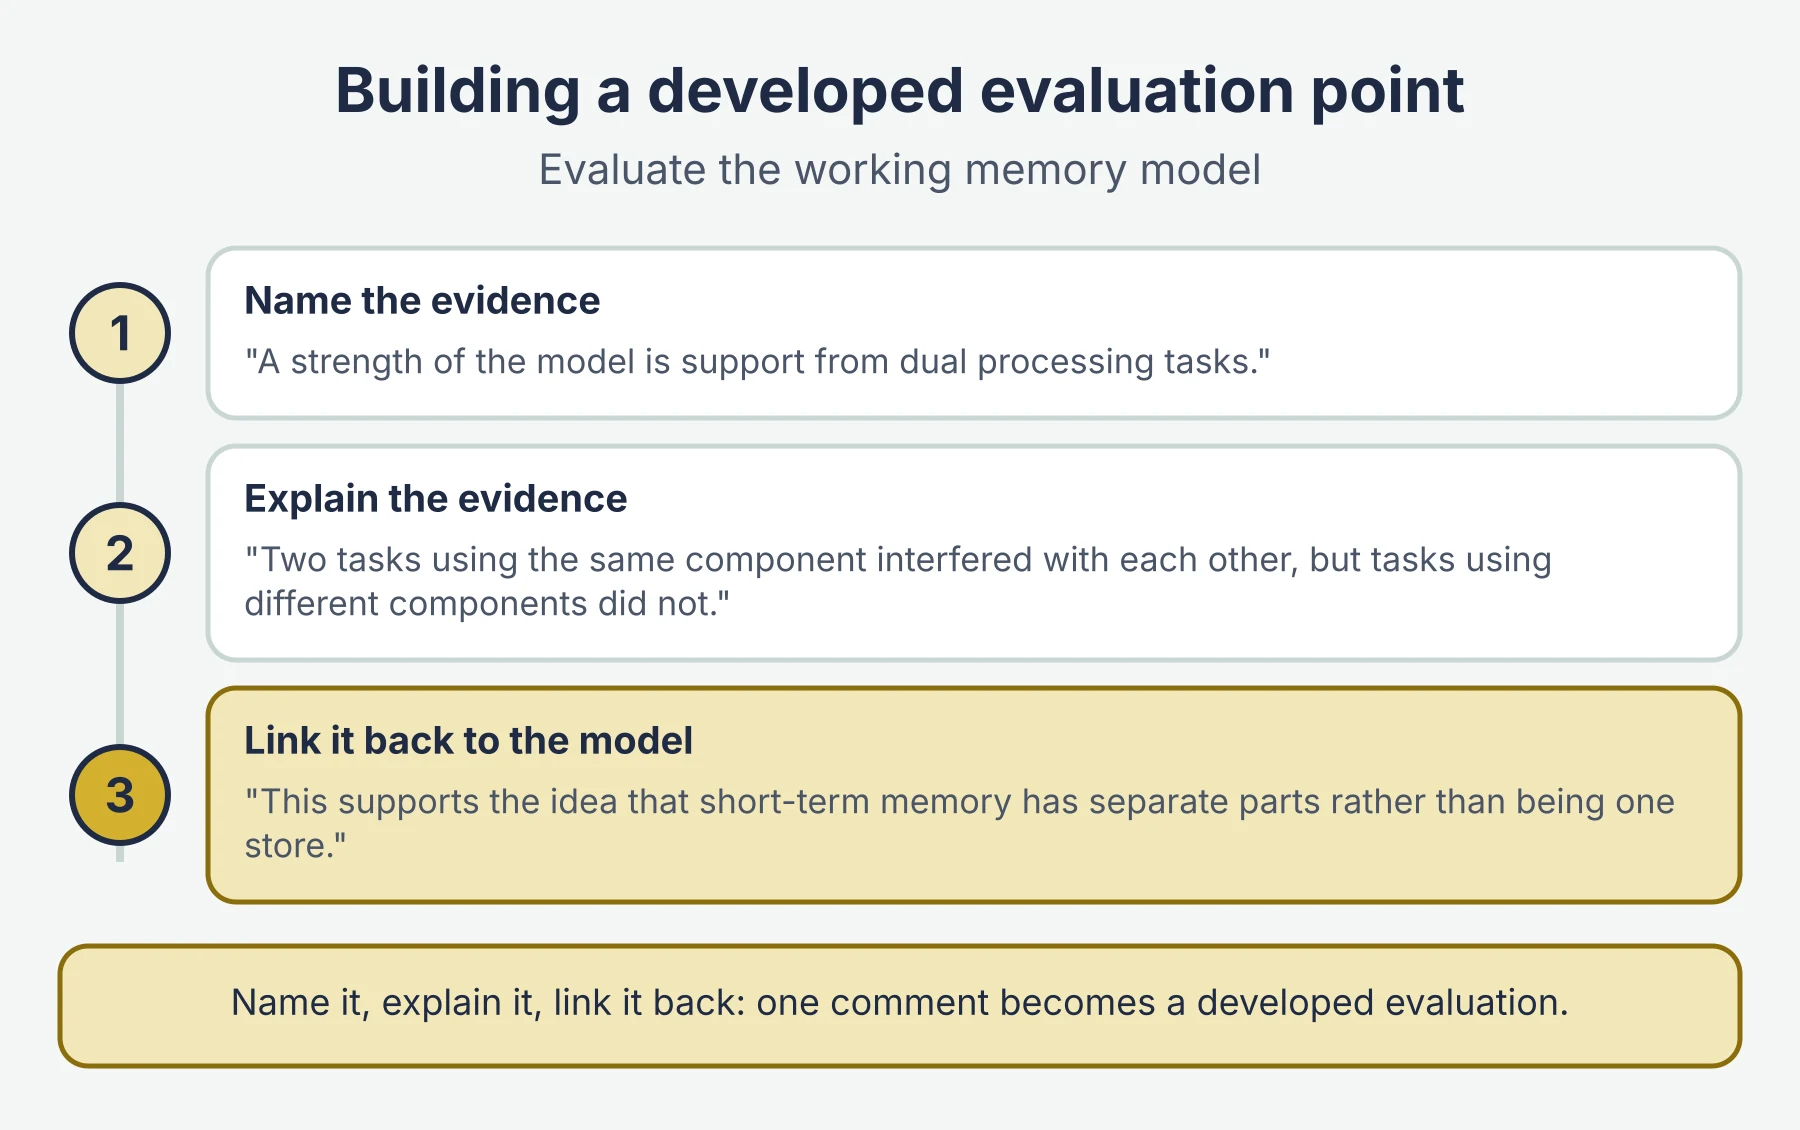 Building a developed evaluation point
Evaluate the working memory model
1
Name the evidence
"A strength of the model is support from dual processing tasks."
2
Explain the evidence
"Two tasks using the same component interfered with each other, but tasks using
different components did not."
3
Link it back to the model
"This supports the idea that short-term memory has separate parts rather than being one
store."
Name it, explain it, link it back: one comment becomes a developed evaluation.